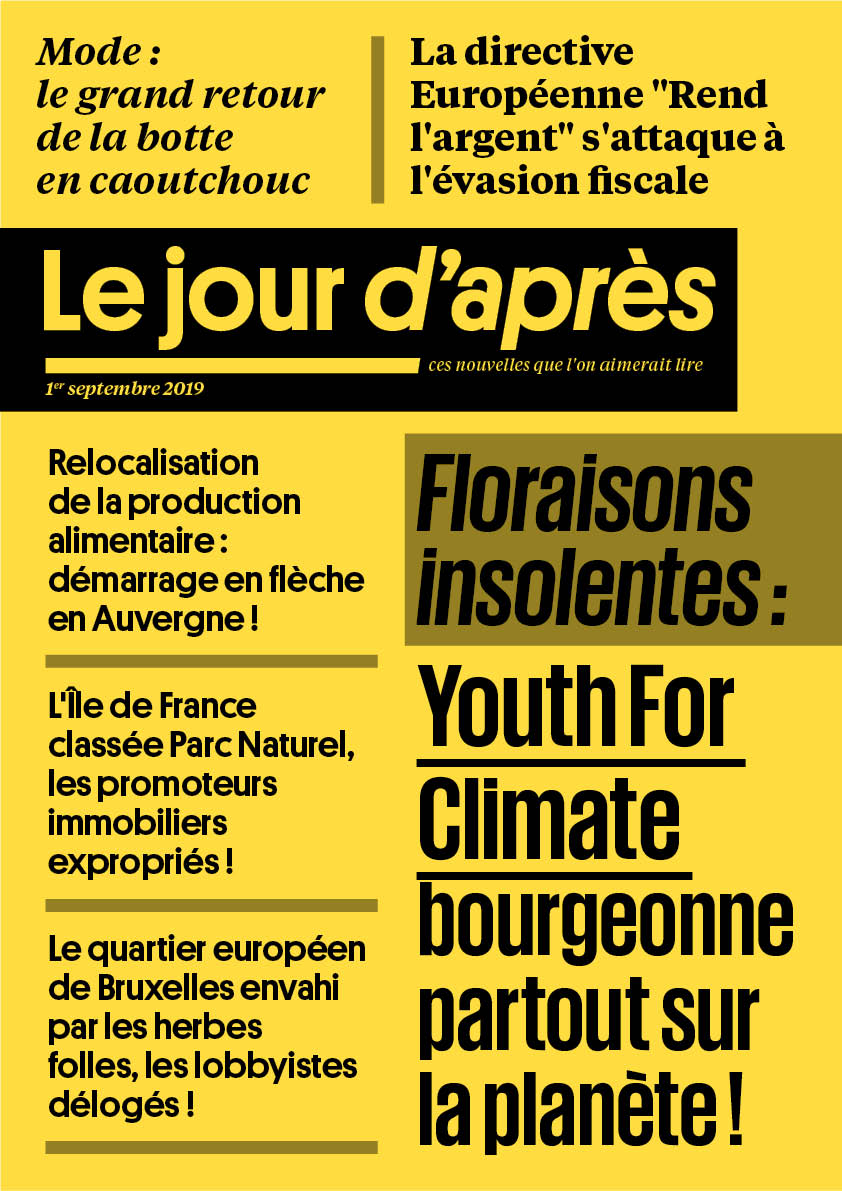 Mode :
le grand retour
de la botte
en caoutchouc
La directive
Européenne "Rend
l'argent" s'attaque à
l'évasion fiscale
Le jour d'après
ces nouvelles que l'on aimerait lire
1er septembre 2019
Relocalisation
de la production
alimentaire :
démarrage en flèche
en Auvergne !
L'Île de France
classée Parc Naturel,
les promoteurs
immobiliers
expropriés !
Le quartier européen
de Bruxelles envahi
par les herbes
folles, les lobbyistes
délogés !
Floraisons
insolentes :
Youth For
Climate
bourgeonne
partout sur
la planète !